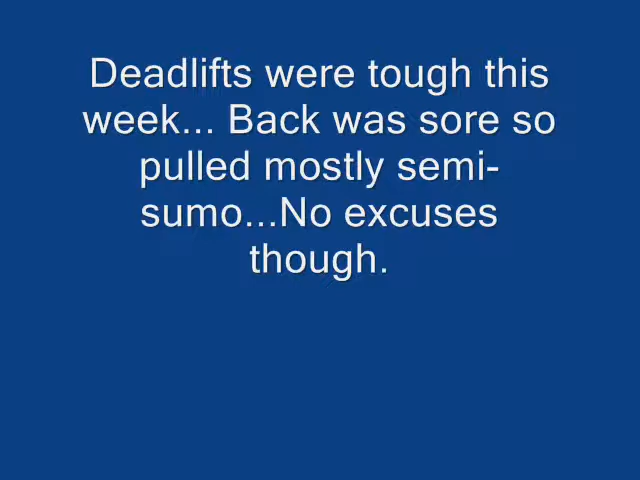 Deadlifts were tough this
week... Back was sore so
pulled mostly semi-
sumo...No excuses
though.